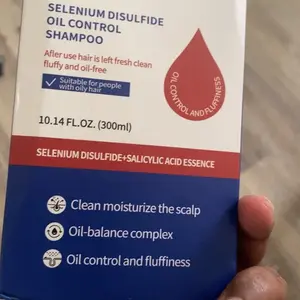 SELENIUM DISULFIDE
OIL CONTROL
SHAMPOO
After use hair is left fresh clean
fluffy and oil-free
Suitable for people
with oily hair
OIL CONTROL AND FLUFFINESS
10.14 FL.OZ. (300ml)
SELENIUM DISULFIDE+SALICYLIC ACID ESSENCE
Clean moisturize the scalp
Oil-balance complex
Oil control and fluffiness